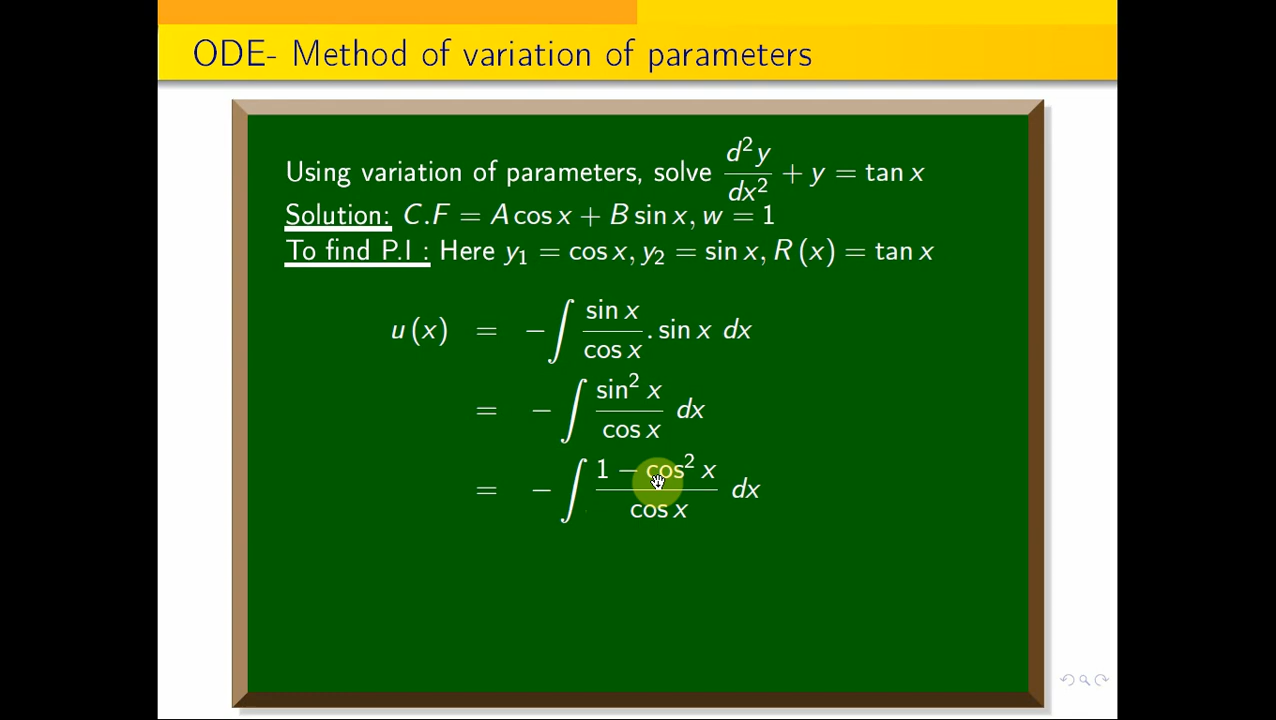 ODE- Method of variation of parameters
Using variation of parameters, solve d²y/dx² + y = tan x
Solution: C.F = A cos x + B sin x, w = 1
To find P.I : Here y₁ = cos x, y₂ = sin x, R (x) = tan x
u (x) = − ∫ sin x/cos x . sin x dx
= − ∫ sin² x/cos x dx
= − ∫ (1 − cos² x)/cos x dx